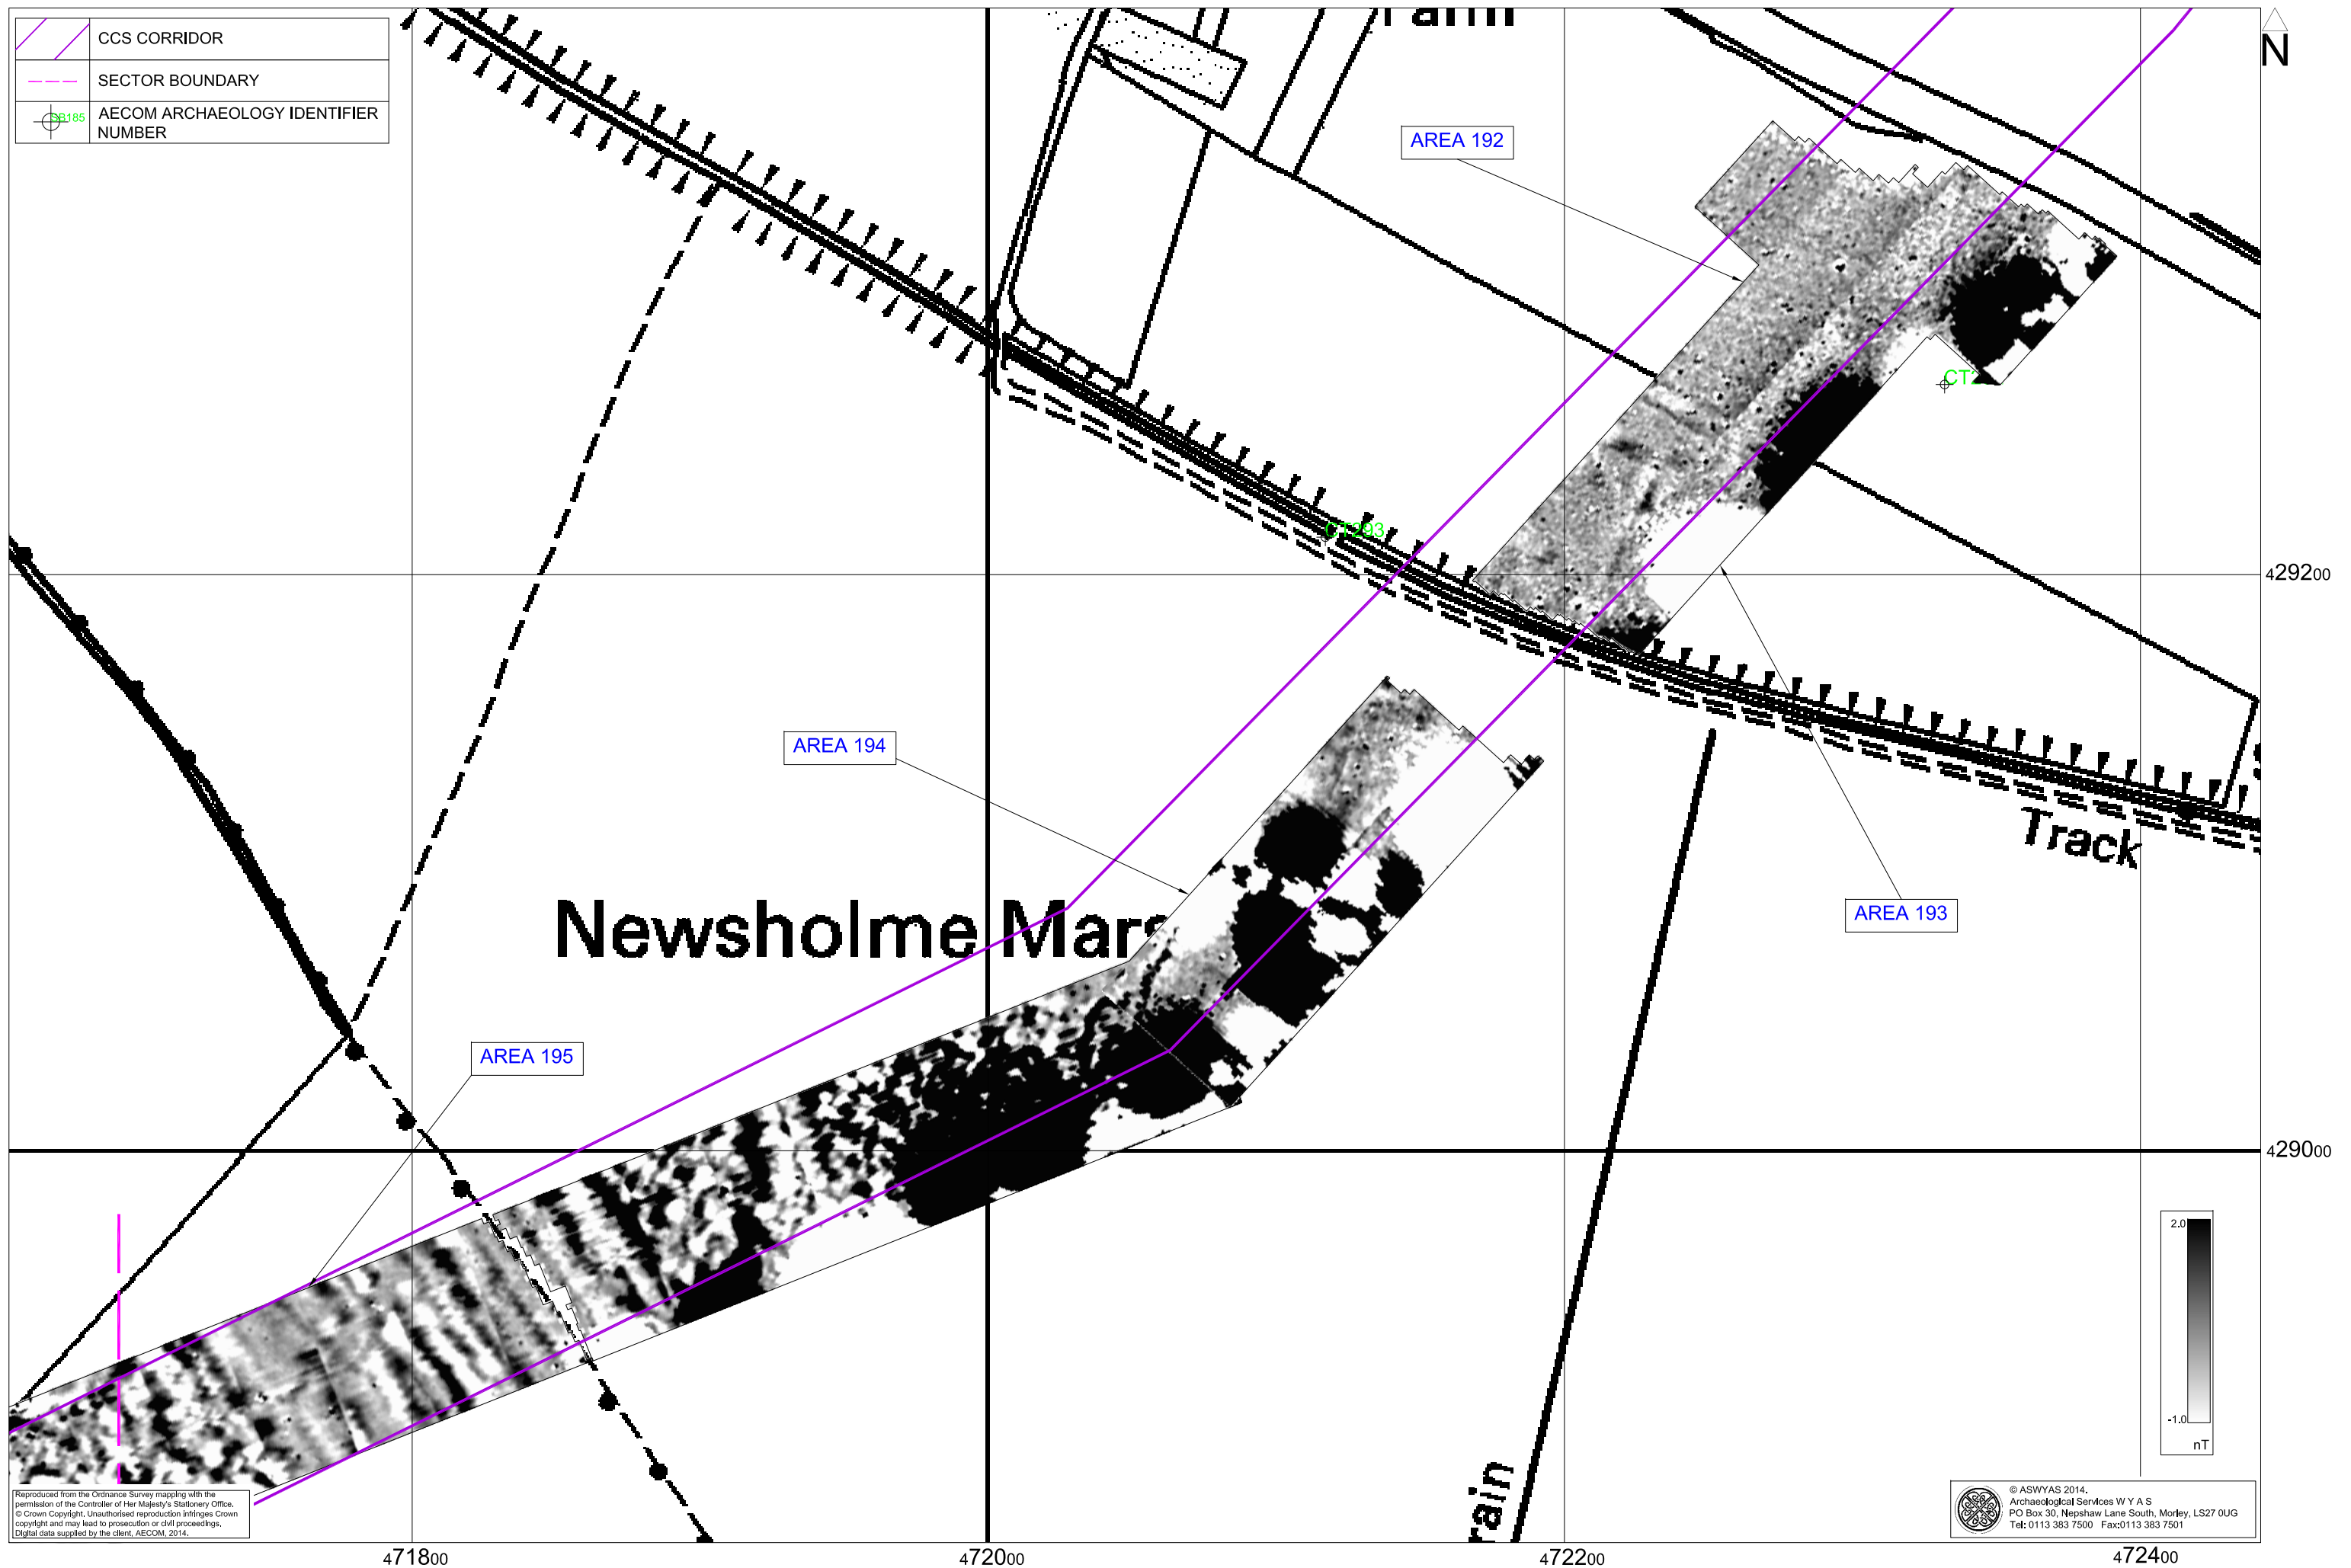 CCS CORRIDOR
SECTOR BOUNDARY
SB185
AECOM ARCHAEOLOGY IDENTIFIER
NUMBER
Farm
N
AREA 192
CT293
429200
AREA 194
Track
AREA 193
Newsholme
AREA 195
429000
2.0
-1.0
nT
Reproduced from the Ordnance Survey mapping with the
permission of the Controller of Her Majesty's Stationery Office.
© Crown Copyright, Unauthorised reproduction infringes Crown
copyright and may lead to prosecution or civil proceedings,
Digital data supplied by the client, AECOM, 2014.
rain
© ASWYAS 2014.
Archaeological Services W Y A S
PO Box 30, Nepshaw Lane South, Morley, LS27 0UG
Tel: 0113 383 7500 Fax:0113 383 7501
471800
472000
472200
472400